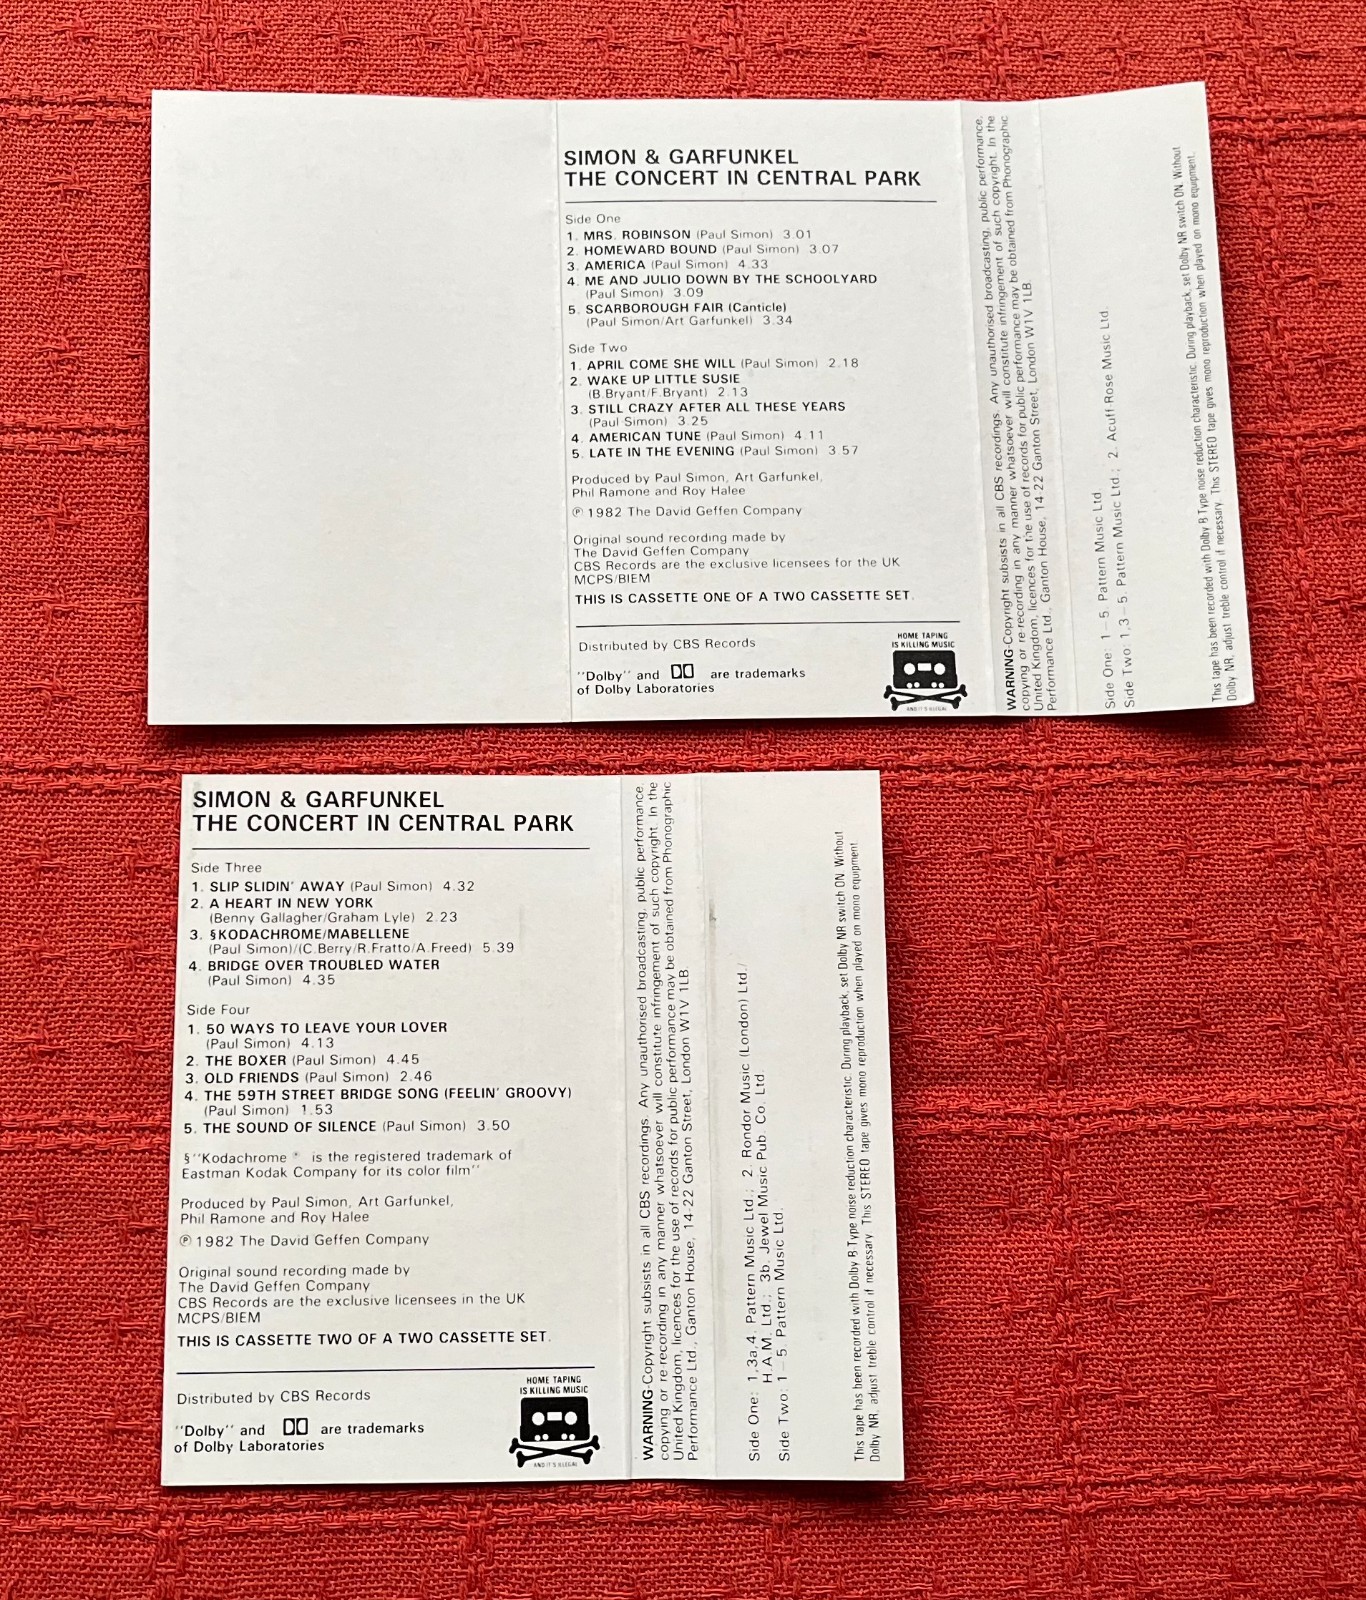 SIMON & GARFUNKEL
THE CONCERT IN CENTRAL PARK
Side One
1. MRS. ROBINSON (Paul Simon) 3.01
2. HOMEWARD BOUND (Paul Simon) 3.07
3. AMERICA (Paul Simon) 4.33
4. ME AND JULIO DOWN BY THE SCHOOLYARD
(Paul Simon) 3.09
5. SCARBOROUGH FAIR (Canticle)
(Paul Simon/Art Garfunkel) 3.34
Side Two
1. APRIL COME SHE WILL (Paul Simon) 2.18
2. WAKE UP LITTLE SUSIE
(B.Bryant/F.Bryant) 2.13
3. STILL CRAZY AFTER ALL THESE YEARS
(Paul Simon) 3.25
4. AMERICAN TUNE (Paul Simon) 4.11
5. LATE IN THE EVENING (Paul Simon) 3.57
Produced by Paul Simon, Art Garfunkel,
Phil Ramone and Roy Halee
℗ 1982 The David Geffen Company
Original sound recording made by
The David Geffen Company
CBS Records are the exclusive licensees for the UK
MCPS/BIEM
THIS IS CASSETTE ONE OF A TWO CASSETTE SET.
Distributed by CBS Records
"Dolby" and are trademarks
of Dolby Laboratories
HOME TAPING
IS KILLING MUSIC
AND IT'S ILLEGAL
WARNING-Copyright subsists in all CBS recordings. Any unauthorised broadcasting, public performance,
copying or re-recording in any manner whatsoever will constitute infringement of such copyright. In the
United Kingdom, licences for the use of records for public performance may be obtained from Phonographic
Performance Ltd., Ganton House, 14-22 Ganton Street, London W1V 1LB.
Side One: 1–5. Pattern Music Ltd.
Side Two: 1,3–5. Pattern Music Ltd.; 2. Acuff Rose Music Ltd.
This tape has been recorded with Dolby B Type noise reduction characteristic. During playback, set Dolby NR switch ON. Without
Dolby NR, adjust treble control if necessary. This STEREO tape gives mono reproduction when played on mono equipment.
SIMON & GARFUNKEL
THE CONCERT IN CENTRAL PARK
Side Three
1. SLIP SLIDIN' AWAY (Paul Simon) 4.32
2. A HEART IN NEW YORK
(Benny Gallagher/Graham Lyle) 2.23
3. §KODACHROME/MABELLENE
(Paul Simon)/(C.Berry/R.Fratto/A.Freed) 5.39
4. BRIDGE OVER TROUBLED WATER
(Paul Simon) 4.35
Side Four
1. 50 WAYS TO LEAVE YOUR LOVER
(Paul Simon) 4.13
2. THE BOXER (Paul Simon) 4.45
3. OLD FRIENDS (Paul Simon) 2.46
4. THE 59TH STREET BRIDGE SONG (FEELIN' GROOVY)
(Paul Simon) 1.53
5. THE SOUND OF SILENCE (Paul Simon) 3.50
§"Kodachrome ® is the registered trademark of
Eastman Kodak Company for its color film"
Produced by Paul Simon, Art Garfunkel,
Phil Ramone and Roy Halee
℗ 1982 The David Geffen Company
Original sound recording made by
The David Geffen Company
CBS Records are the exclusive licensees in the UK
MCPS/BIEM
THIS IS CASSETTE TWO OF A TWO CASSETTE SET.
Distributed by CBS Records
"Dolby" and are trademarks
of Dolby Laboratories
HOME TAPING
IS KILLING MUSIC
AND IT'S ILLEGAL
WARNING-Copyright subsists in all CBS recordings. Any unauthorised broadcasting, public performance,
copying or re-recording in any manner whatsoever will constitute infringement of such copyright. In the
United Kingdom, licences for the use of records for public performance may be obtained from Phonographic
Performance Ltd., Ganton House, 14-22 Ganton Street, London W1V 1LB.
Side One: 1,3a,4. Pattern Music Ltd.; 2. Rondor Music (London) Ltd./
H.A.M. Ltd.; 3b. Jewel Music Pub. Co. Ltd.
Side Two: 1–5. Pattern Music Ltd.
This tape has been recorded with Dolby B Type noise reduction characteristic. During playback, set Dolby NR switch ON. Without
Dolby NR, adjust treble control if necessary. This STEREO tape gives mono reproduction when played on mono equipment